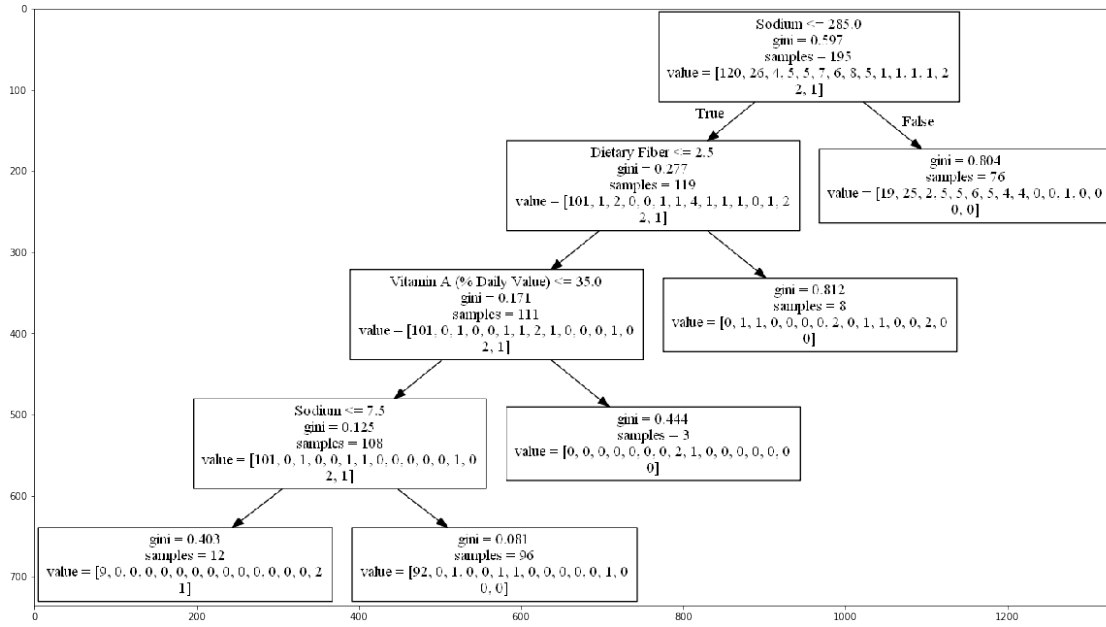 0
Sodium <= 285.0
gini = 0.597
samples = 195
value = [120, 26, 4, 5, 5, 7, 6, 8, 5, 1, 1, 1, 1, 2
2, 1]
100
True
False
Dietary Fiber <= 2.5
gini = 0.277
samples = 119
value = [101, 1, 2, 0, 0, 1, 1, 4, 1, 1, 1, 0, 1, 2
2, 1]
gini = 0.804
samples = 76
value = [19, 25, 2, 5, 5, 6, 5, 4, 4, 0, 0, 1, 0, 0
0, 0]
200
300
Vitamin A (% Daily Value) <= 35.0
gini = 0.171
samples = 111
value = [101, 0, 1, 0, 0, 1, 1, 2, 1, 0, 0, 0, 1, 0
2, 1]
gini = 0.812
samples = 8
value = [0, 1, 1, 0, 0, 0, 0, 2, 0, 1, 1, 0, 0, 2, 0
0]
400
Sodium <= 7.5
gini = 0.125
samples = 108
value = [101, 0, 1, 0, 0, 1, 1, 0, 0, 0, 0, 0, 1, 0
2, 1]
gini = 0.444
samples = 3
value = [0, 0, 0, 0, 0, 0, 0, 2, 1, 0, 0, 0, 0, 0, 0
0]
500
600
gini = 0.403
samples = 12
value = [9, 0, 0, 0, 0, 0, 0, 0, 0, 0, 0, 0, 0, 0, 2
1]
gini = 0.081
samples = 96
value = [92, 0, 1, 0, 0, 1, 1, 0, 0, 0, 0, 0, 1, 0
0, 0]
700
0
200
400
600
800
1000
1200